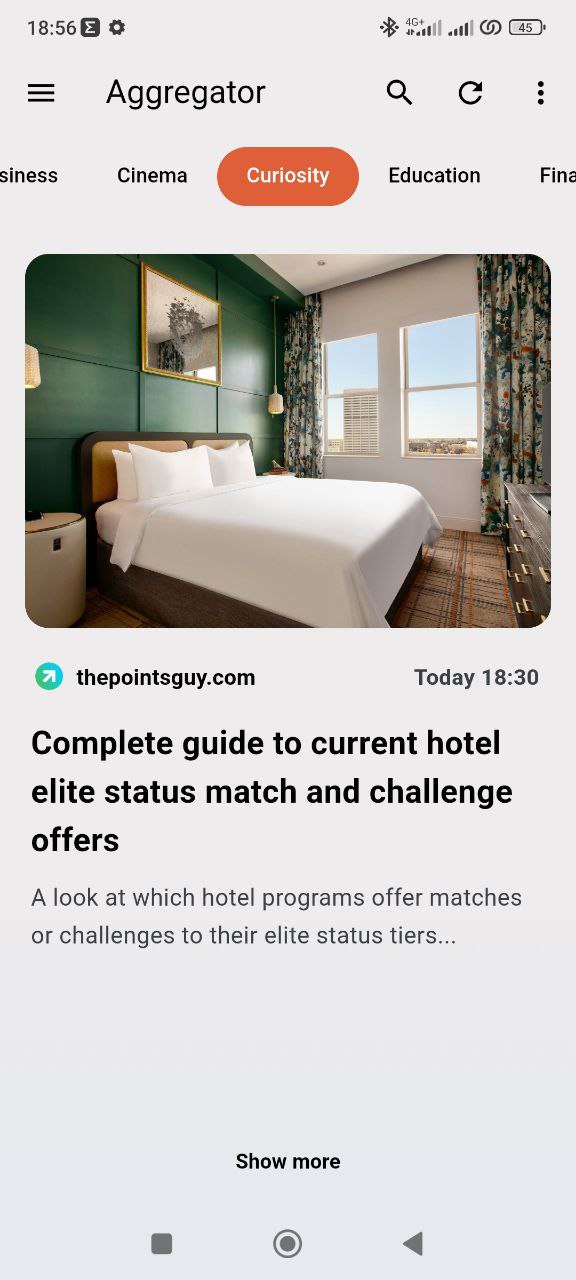 18:56
4G+
45
Aggregator
siness Cinema Curiosity Education Fina
thepointsguy.com Today 18:30
Complete guide to current hotel
elite status match and challenge
offers
A look at which hotel programs offer matches
or challenges to their elite status tiers...
Show more